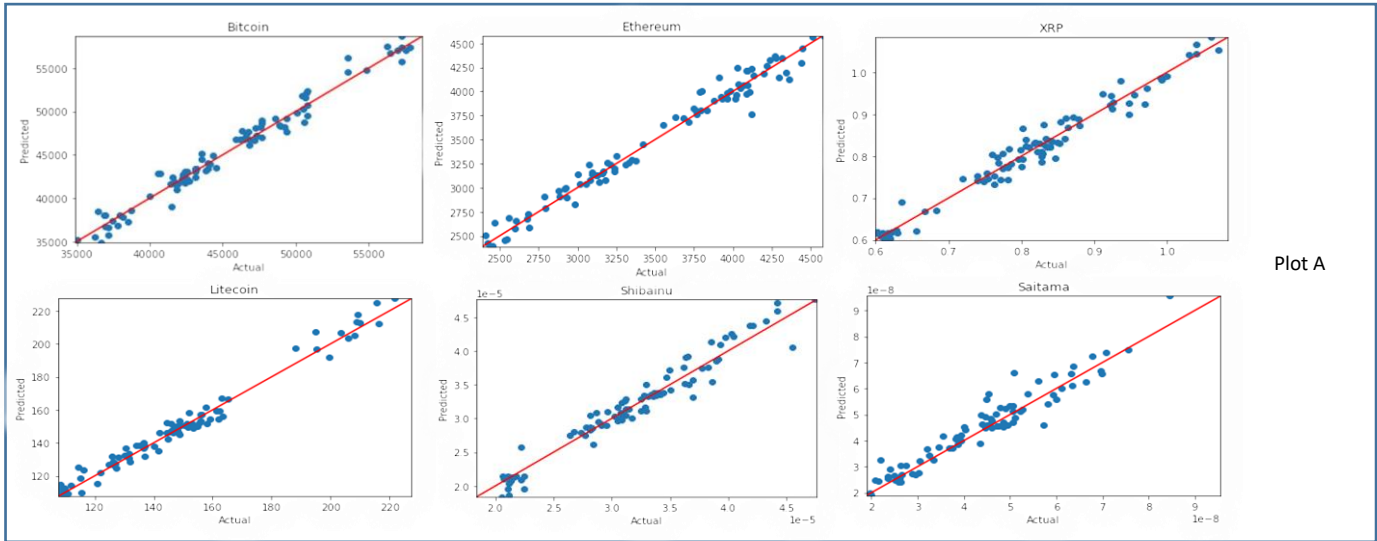 Bitcoin
Predicted
55000
50000
45000
40000
35000
35000 40000 45000 50000 55000
Actual
Ethereum
Predicted
4500
4250
4000
3750
3500
3250
3000
2750
2500
2500 2750 3000 3250 3500 3750 4000 4250 4500
Actual
XRP
Predicted
1.0
0.9
0.8
0.7
0.6
0.6 0.7 0.8 0.9 1.0
Actual
Plot A
Litecoin
Predicted
220
200
180
160
140
120
120 140 160 180 200 220
Actual
Shibainu
1e-5
Predicted
4.5
4.0
3.5
3.0
2.5
2.0
2.0 2.5 3.0 3.5 4.0 4.5
Actual
1e-5
Saitama
1e-8
Predicted
9
8
7
6
5
4
3
2
2 3 4 5 6 7 8 9
Actual
1e-8